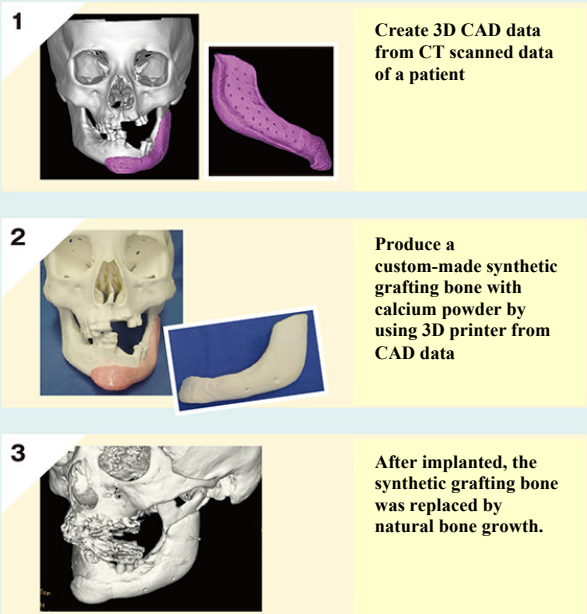 1
Create 3D CAD data
from CT scanned data
of a patient
2
Produce a
custom-made synthetic
grafting bone with
calcium powder by
using 3D printer from
CAD data
3
After implanted, the
synthetic grafting bone
was replaced by
natural bone growth.